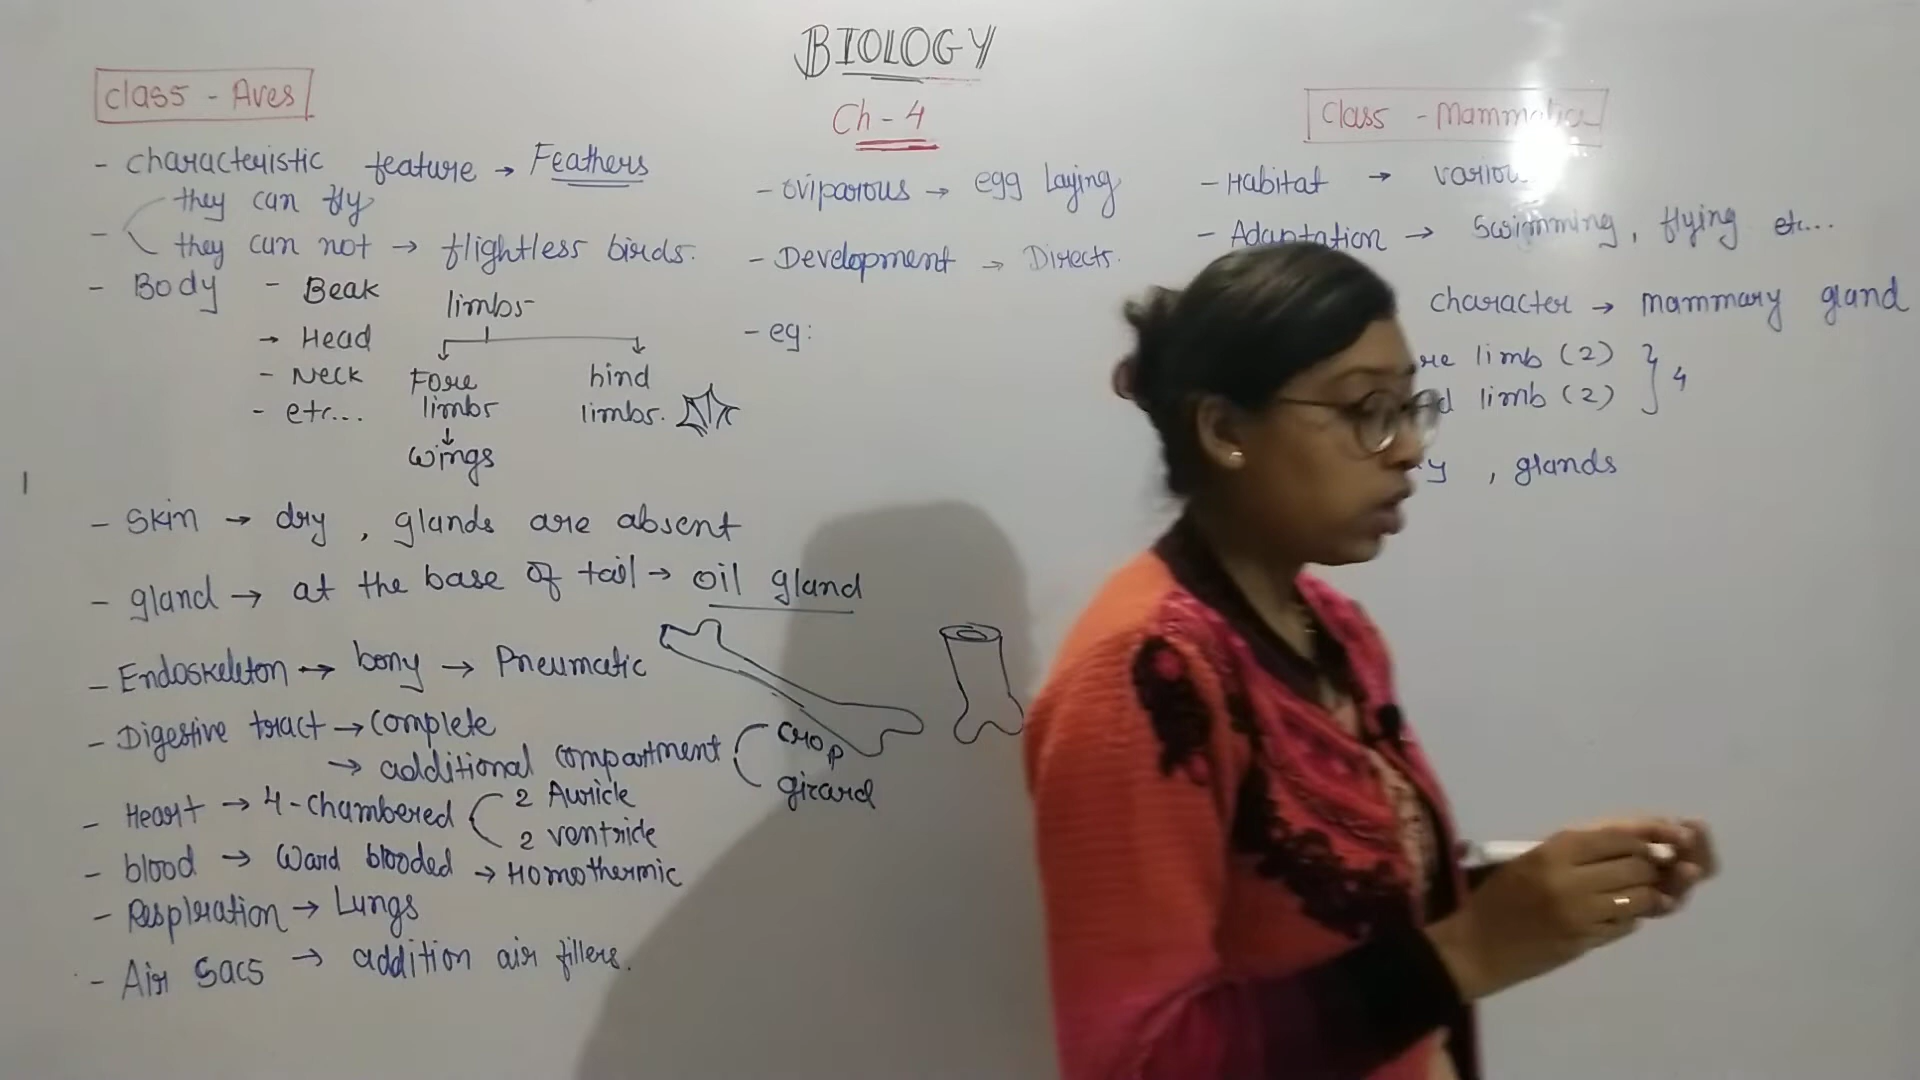 BIOLOGY
Ch - 4
Class - Aves
- characteristic feature → Feathers
- they can fly
they can not → flightless birds.
- Body - Beak
→ Head
- Neck
- etc...
limbs
Fore limbs
↓
wings
hind limbs.
- Skin → dry, glands are absent
- gland → at the base of tail → oil gland
- Endoskeleton → bony → Pneumatic
- Digestive tract → complete
→ additional compartment
crop
gizard
- Heart → 4-chambered
2 Auricle
2 ventricle
- blood → Ward blooded → Homothermic
- Respiration → Lungs
- Air Sacs → addition air fillers.
- oviparous → egg laying
- Development → Directs.
- eg:
Class - Mammalia
- Habitat → variou
- Adaptation → Swimming, flying etc...
character → mammary gland
re limb (2)
limb (2)
} 4
y, glands